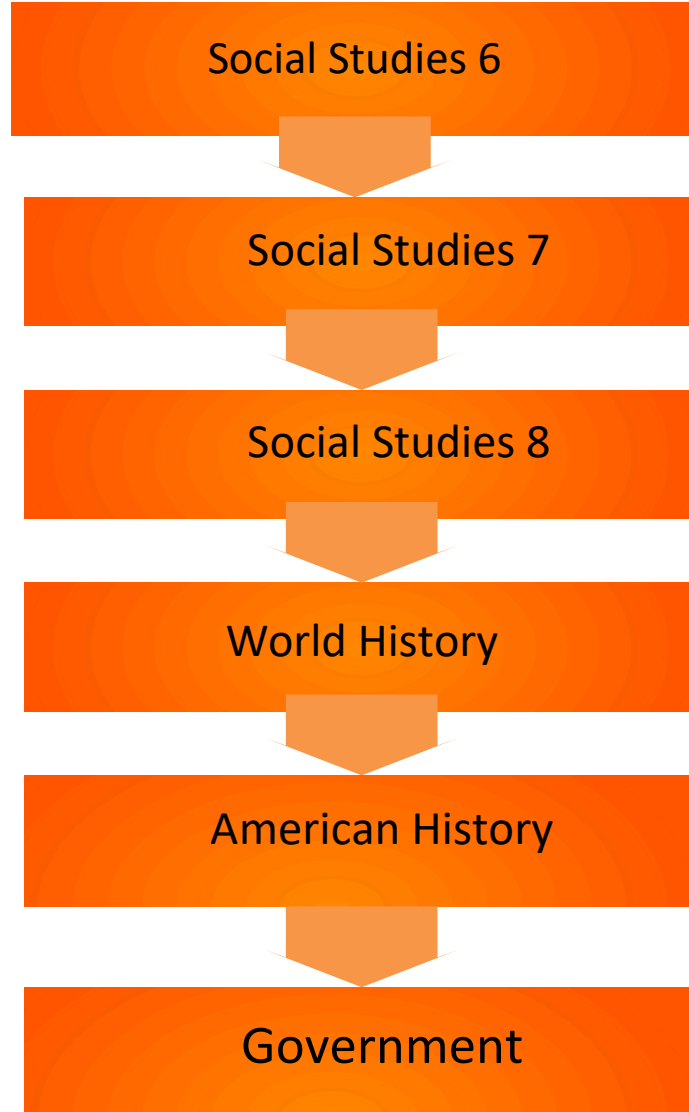 Social Studies 6
Social Studies 7
Social Studies 8
World History
American History
Government